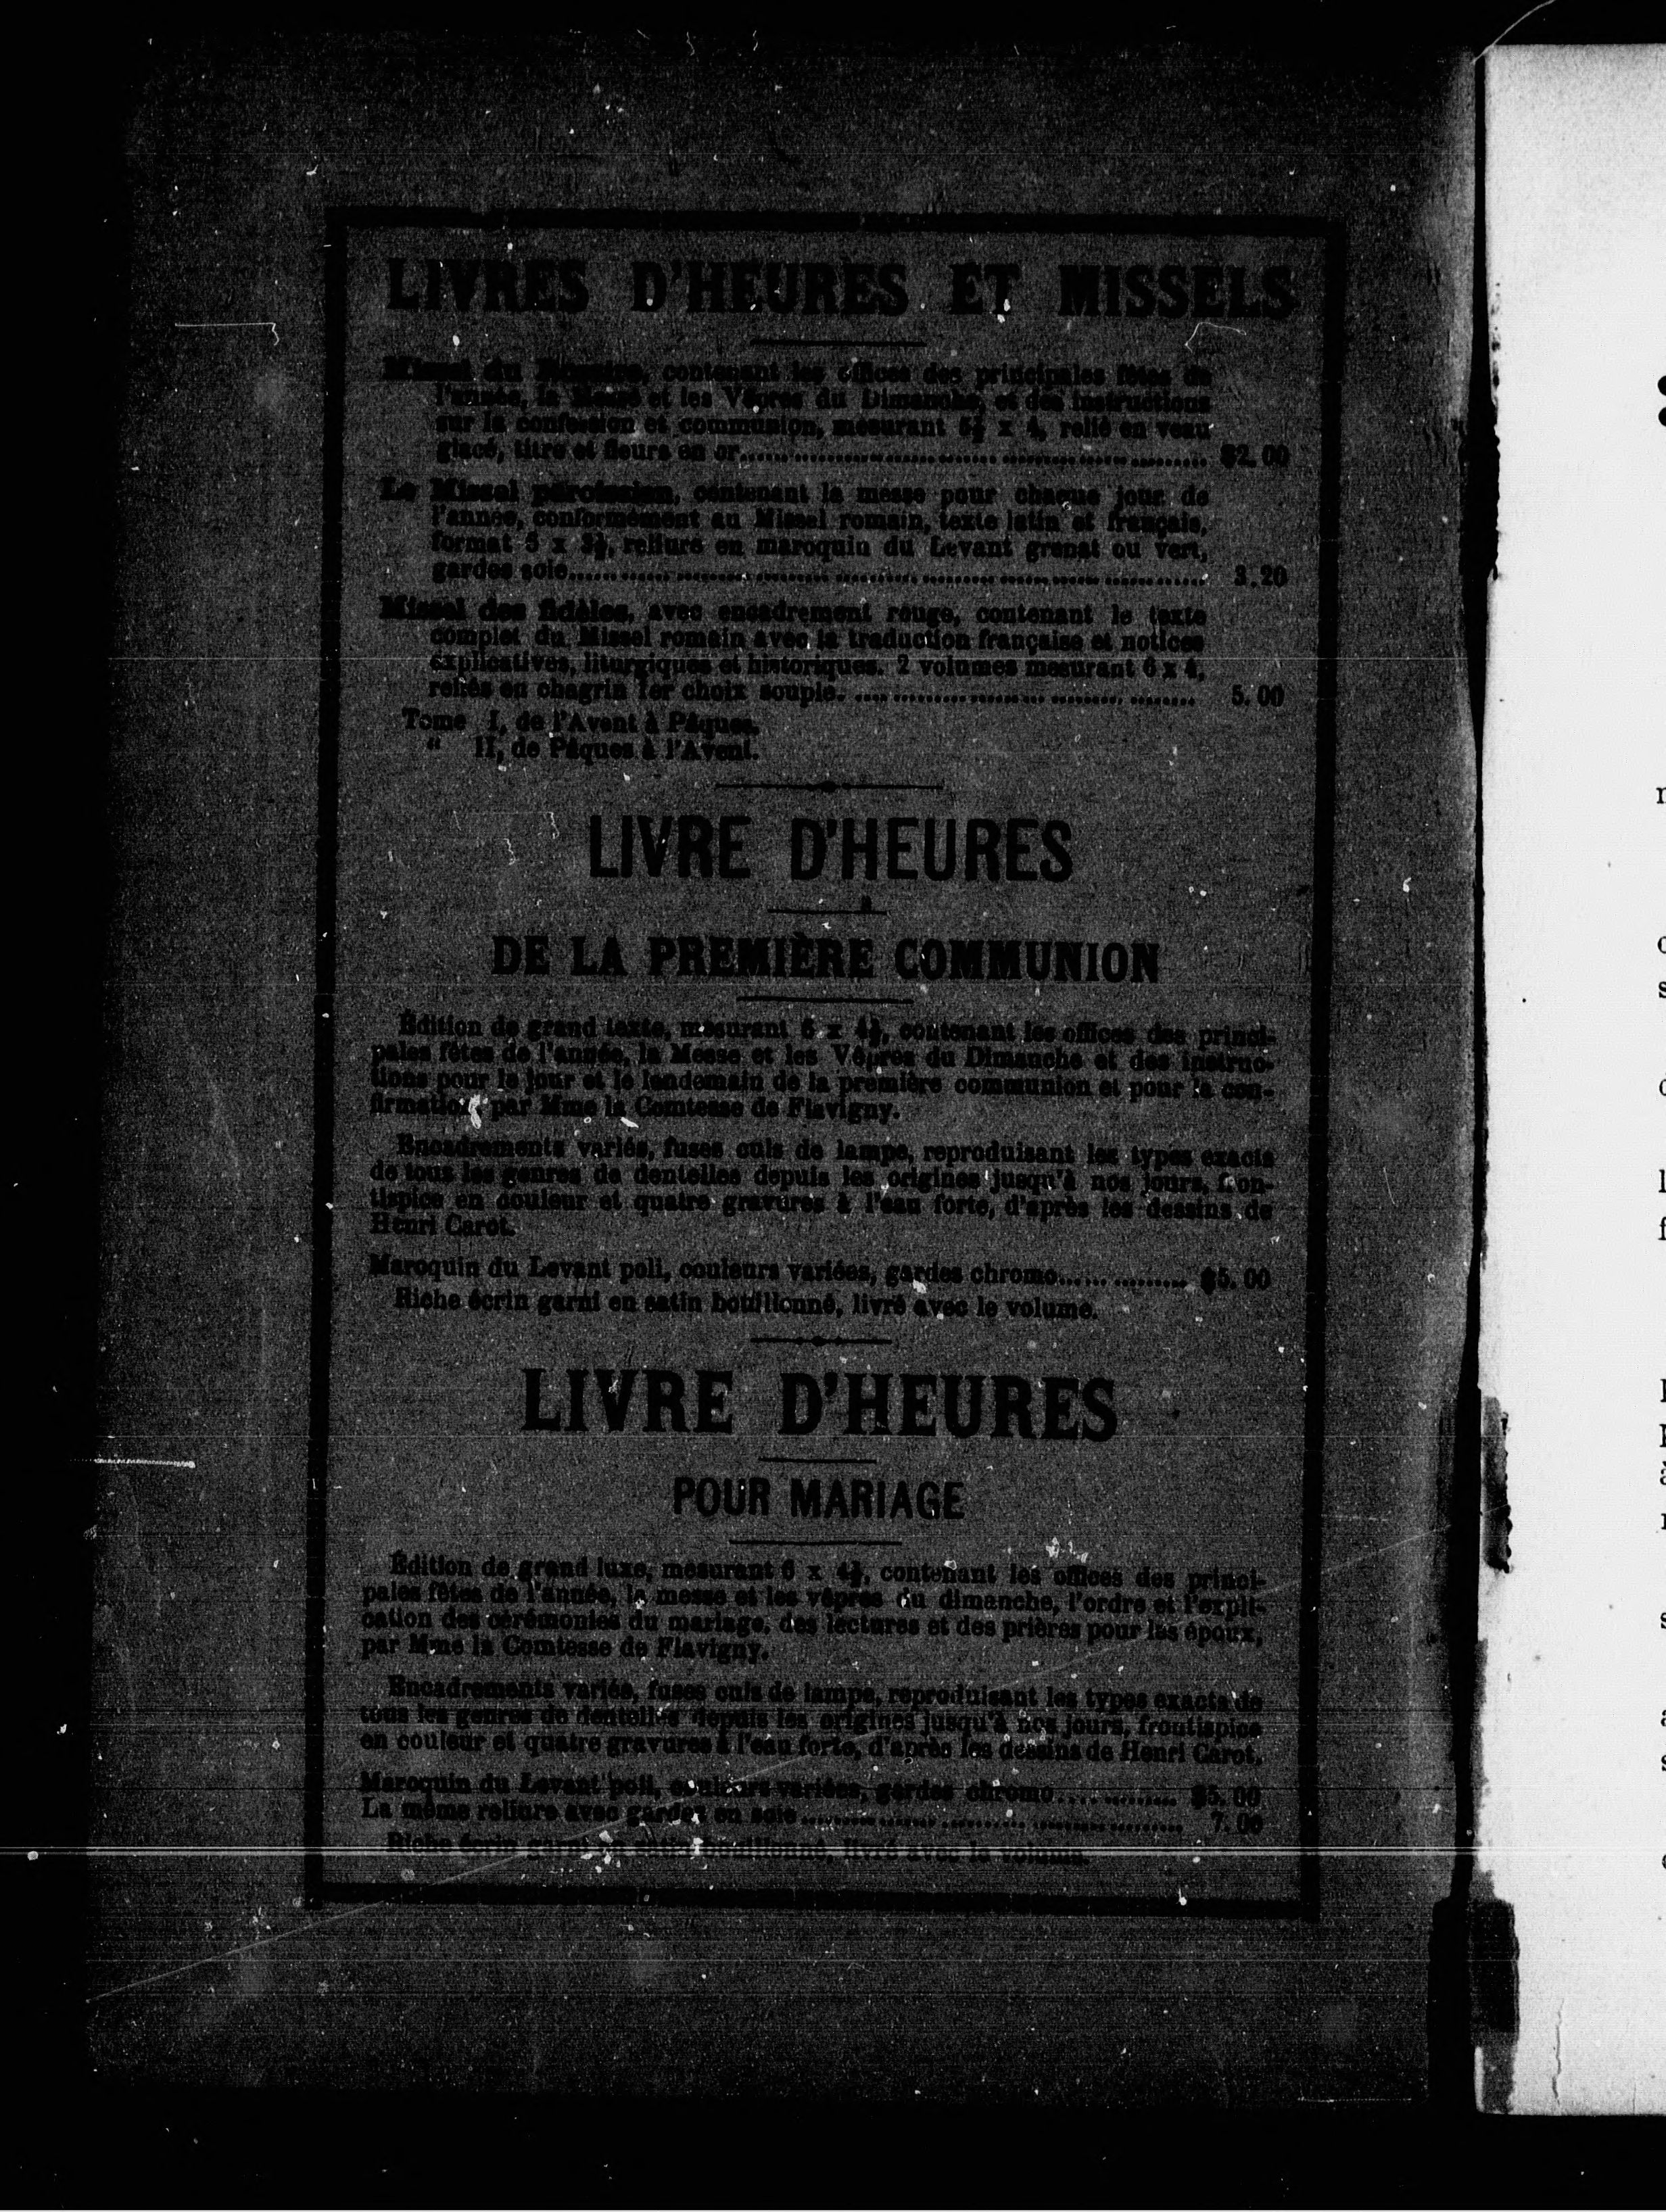 LIVRES D'HEURES ET MISSELS
Missel du Rosaire, contenant les offices des principales fêtes de
l'année, la Messe et les Vêpres du Dimanche, et des instructions
sur la confession et communion, mesurant 5½ x 4, relié en veau
glacé, titre et fleurs en or........ $2.00
Le Missel paroissien, contenant la messe pour chaque jour de
l'année, conformément au Missel romain, texte latin et français,
format 5 x 3½, reliure en maroquin du Levant grenat ou vert,
gardes soie........ 3.20
Missel des fidèles, avec encadrement rouge, contenant le texte
complet du Missel romain avec la traduction française et notices
explicatives, liturgiques et historiques. 2 volumes mesurant 6 x 4,
reliés en chagrin 1er choix souple. ........ 5.00
Tome I, de l'Avent à Pâques.
" II, de Pâques à l'Avent.
LIVRE D'HEURES
DE LA PREMIÈRE COMMUNION
Édition de grand texte, mesurant 6 x 4½, contenant les offices des princi-
pales fêtes de l'année, la Messe et les Vêpres du Dimanche et des instruc-
tions pour le jour et le lendemain de la première communion et pour la con-
firmation, par Mme la Comtesse de Flavigny.
Encadrements variés, fuses culs de lampe, reproduisant les types exacts
de tous les genres de dentelles depuis les origines jusqu'à nos jours, fron-
tispice en couleur et quatre gravures à l'eau forte, d'après les dessins de
Henri Carot.
Maroquin du Levant poli, couleurs variées, gardes chromo........ $5.00
Riche écrin garni en satin bouillonné, livré avec le volume.
LIVRE D'HEURES
POUR MARIAGE
Édition de grand luxe, mesurant 6 x 4½, contenant les offices des princi-
pales fêtes de l'année, la messe et les vêpres du dimanche, l'ordre et l'expli-
cation des cérémonies du mariage, des lectures et des prières pour les époux,
par Mme la Comtesse de Flavigny.
Encadrements variés, fuses culs de lampe, reproduisant les types exacts de
tous les genres de dentelles depuis les origines jusqu'à nos jours, frontispice
en couleur et quatre gravures à l'eau forte, d'après les dessins de Henri Carot.
Maroquin du Levant poli, couleurs variées, gardes chromo........ $5.00
La même reliure avec gardes en soie........ 7.00
Riche écrin garni en satin bouillonné, livré avec le volume.